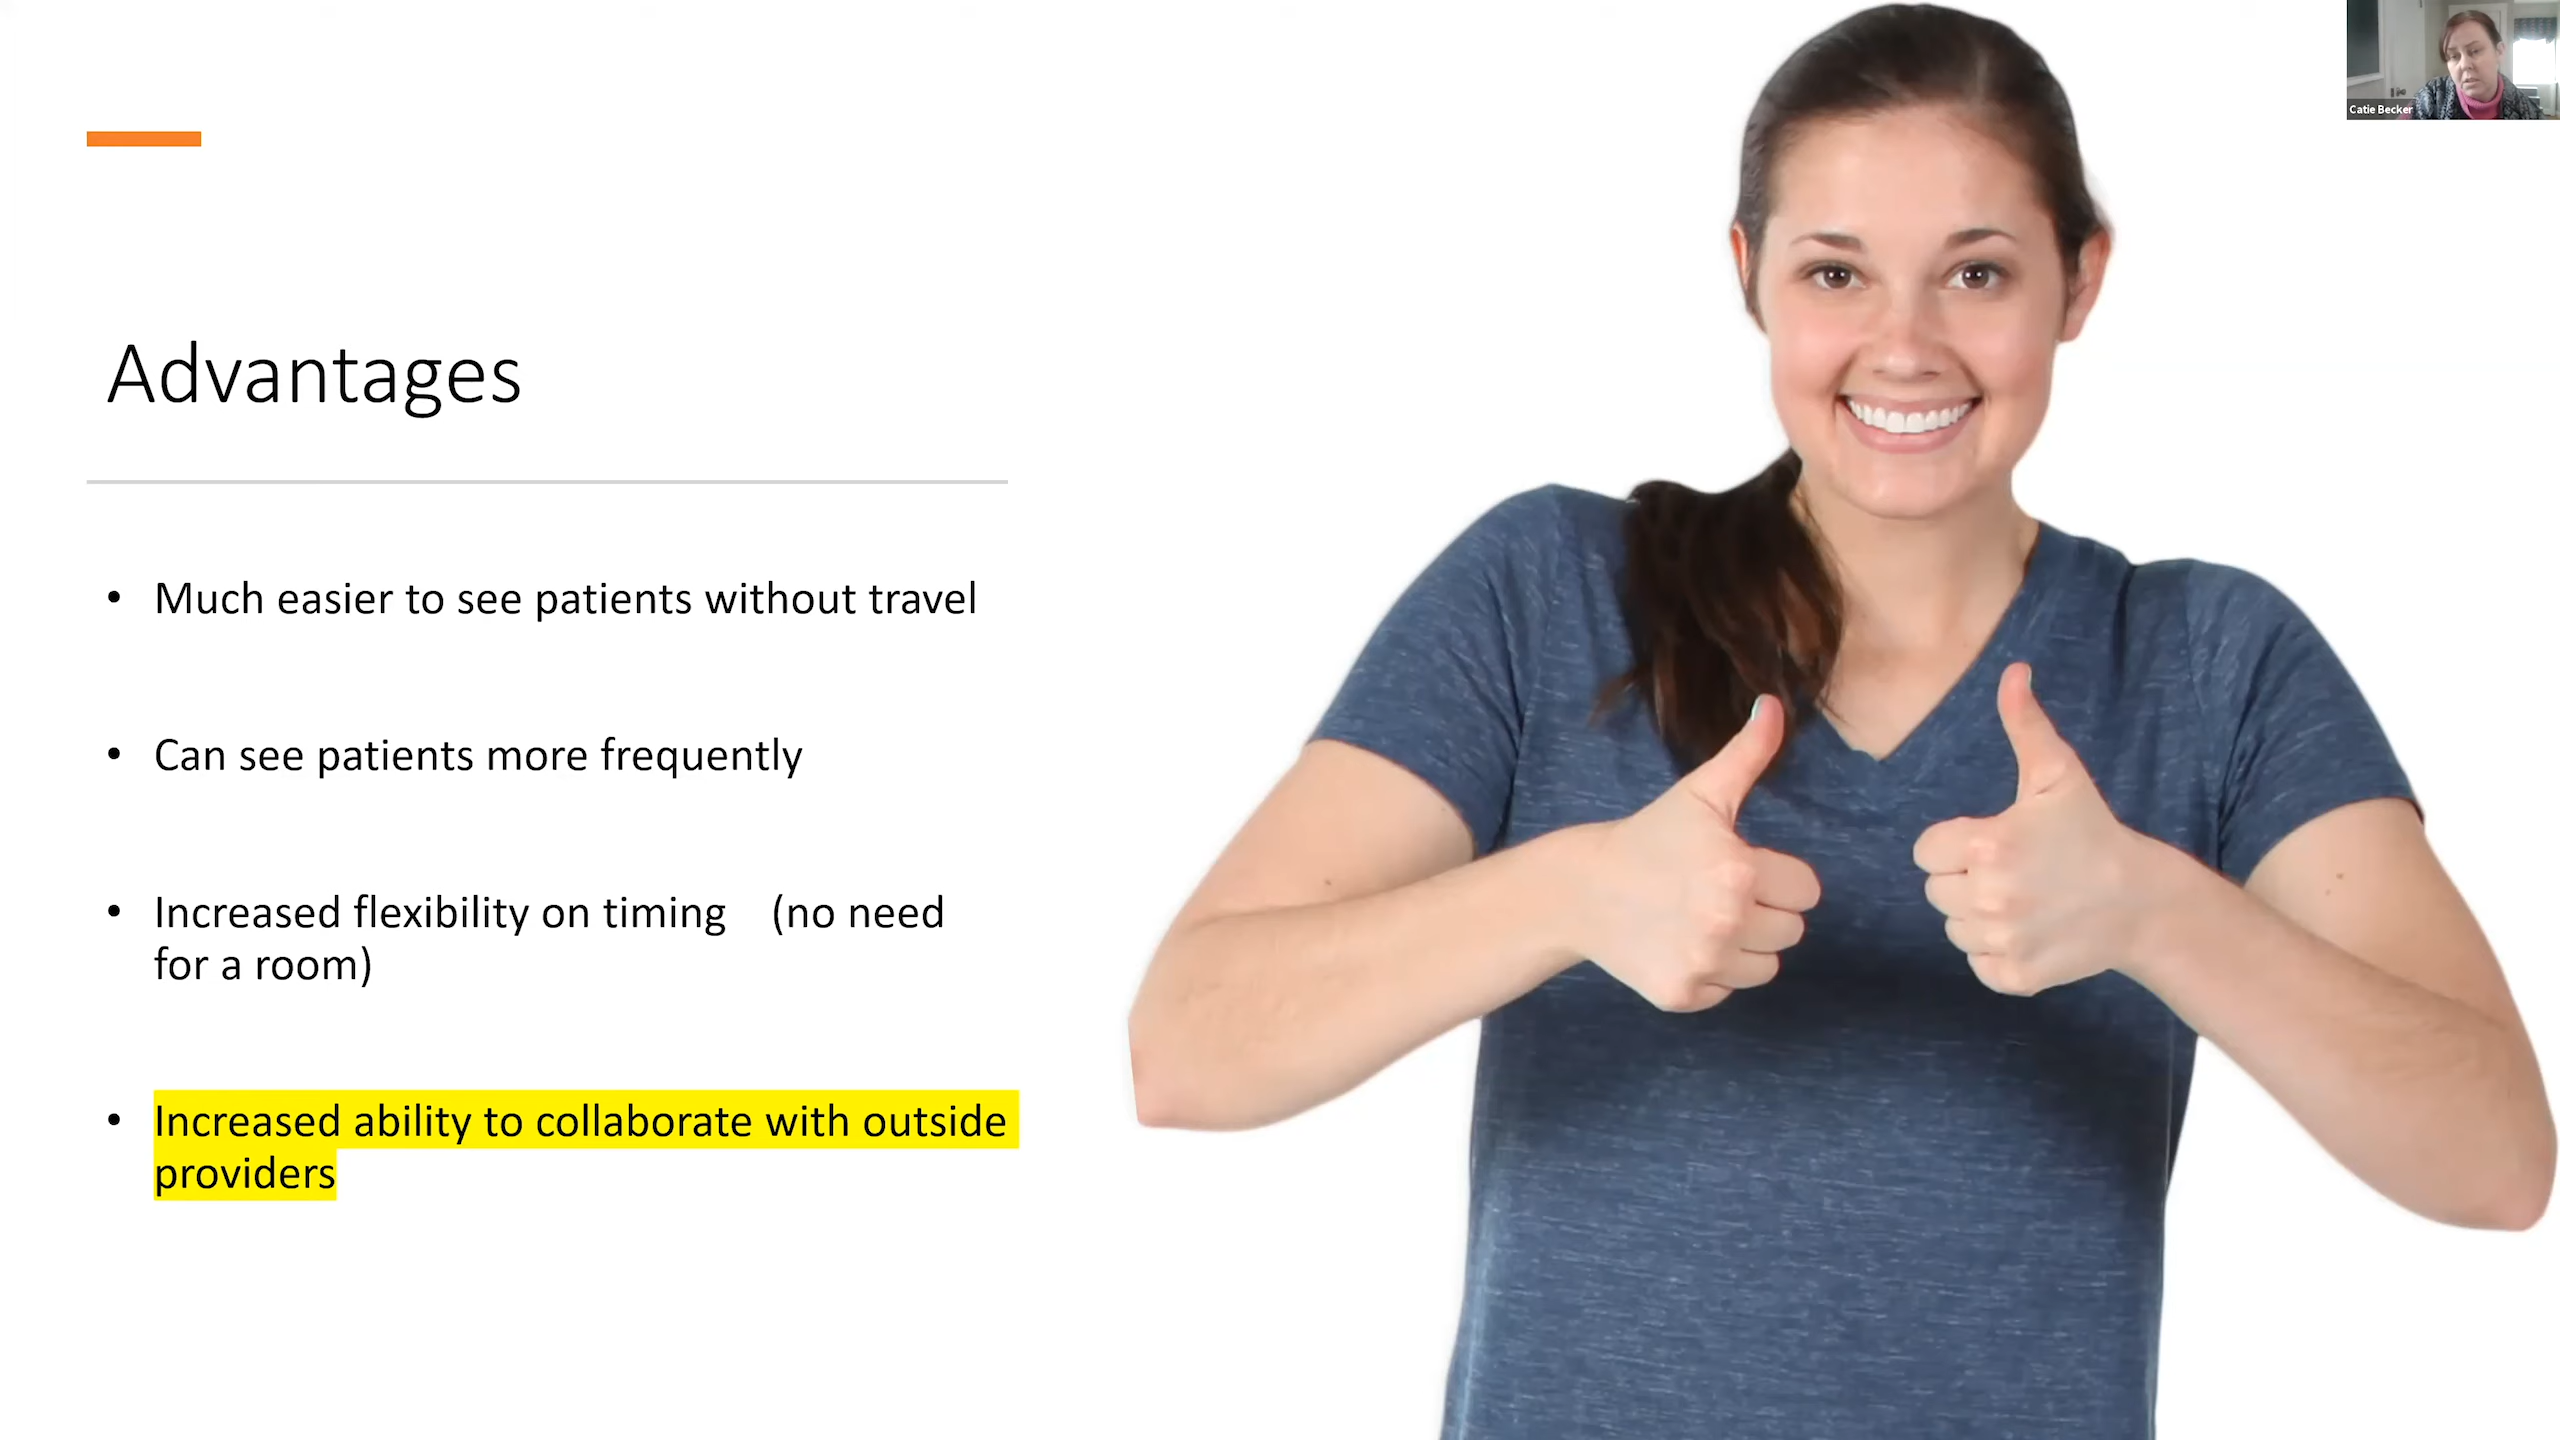 Catie Becker
Advantages
• Much easier to see patients without travel
• Can see patients more frequently
• Increased flexibility on timing (no need
for a room)
• Increased ability to collaborate with outside
providers